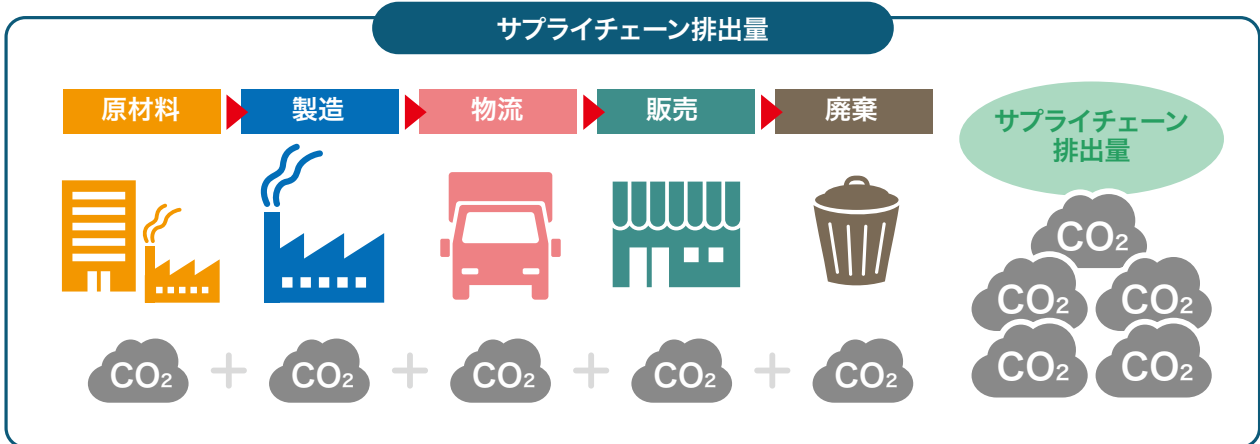 サプライチェーン排出量
原材料
製造
物流
販売
廃棄
サプライチェーン
排出量
CO₂
CO₂
CO₂
CO₂
CO₂
CO₂ + CO₂ + CO₂ + CO₂ + CO₂